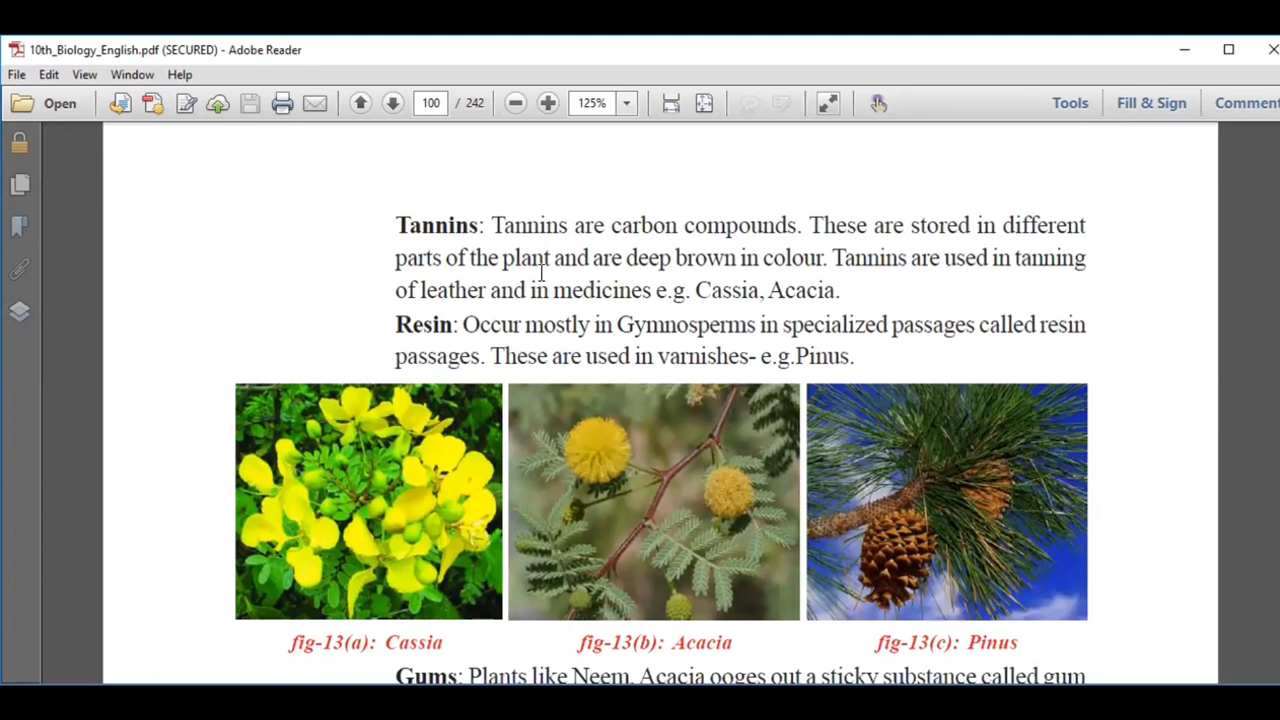 10th_Biology_English.pdf (SECURED) - Adobe Reader
File Edit View Window Help
Open 100 / 242 125% Tools Fill & Sign Comment
Tannins: Tannins are carbon compounds. These are stored in different
parts of the plant and are deep brown in colour. Tannins are used in tanning
of leather and in medicines e.g. Cassia, Acacia.
Resin: Occur mostly in Gymnosperms in specialized passages called resin
passages. These are used in varnishes- e.g.Pinus.
fig-13(a): Cassia fig-13(b): Acacia fig-13(c): Pinus
Gums: Plants like Neem, Acacia ooges out a sticky substance called gum